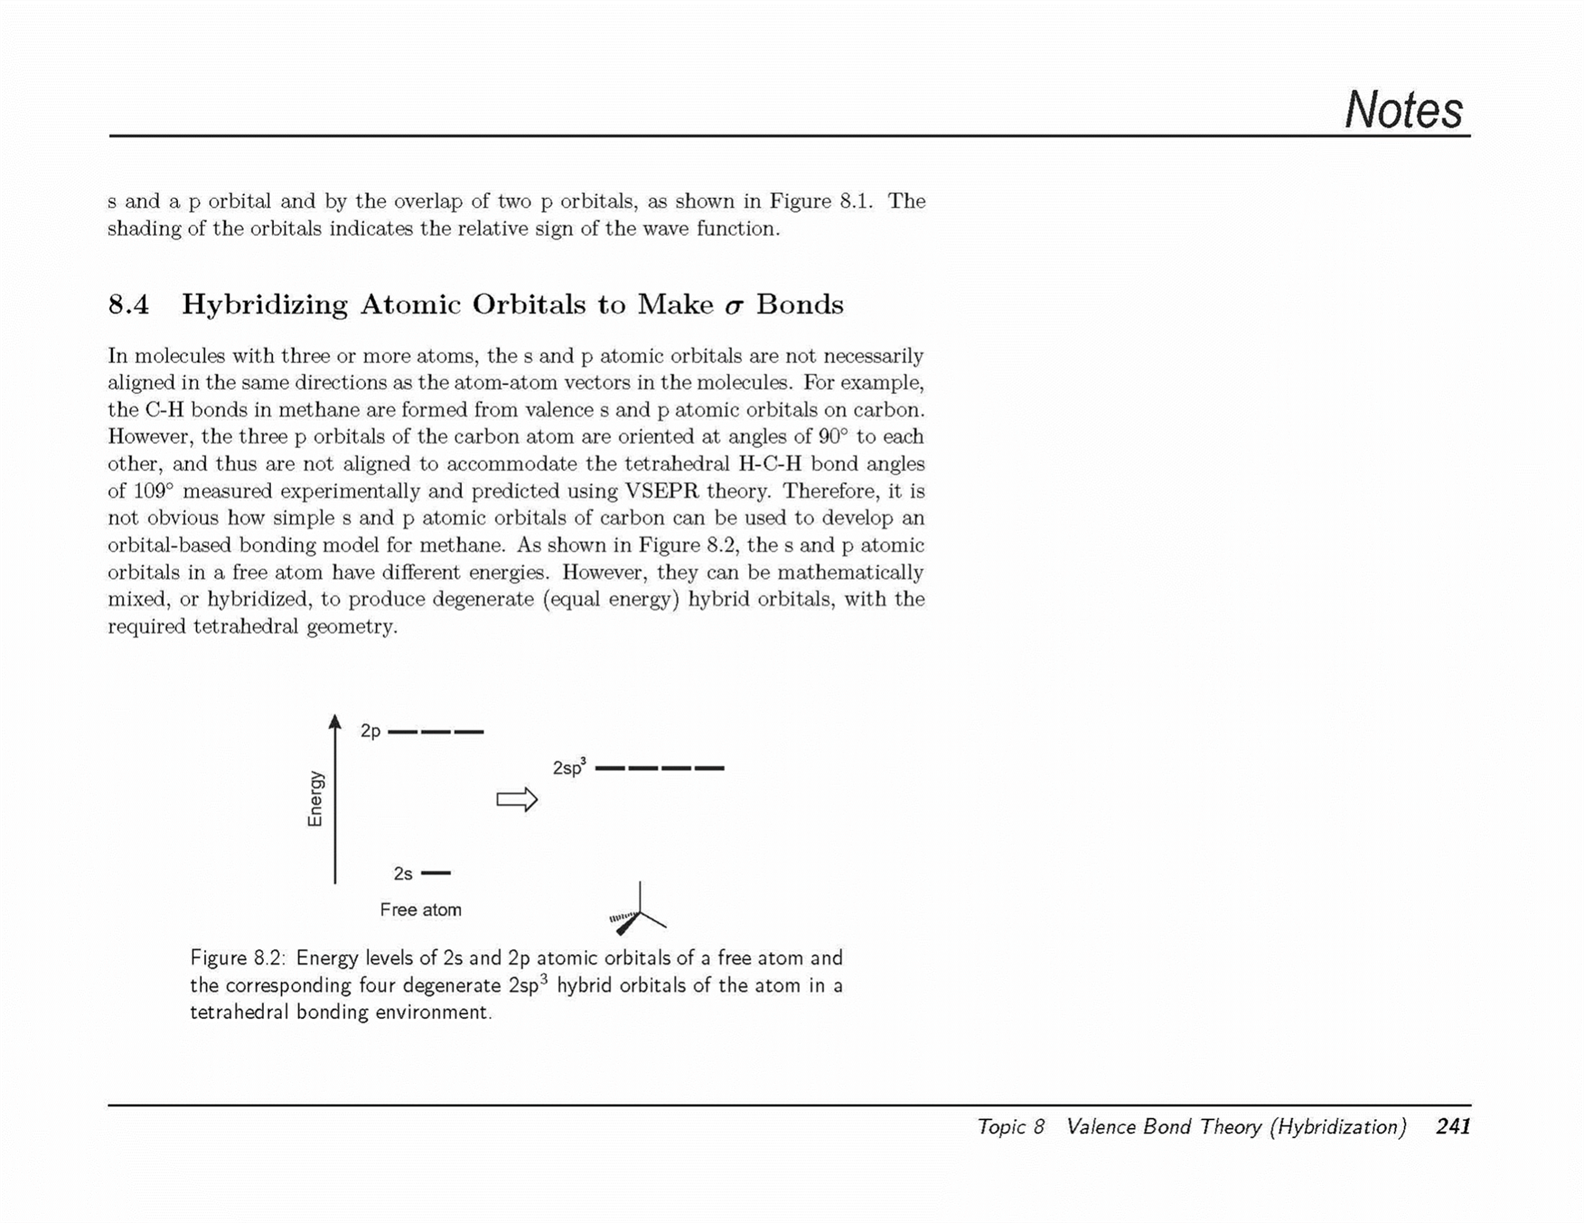 Notes
s and a p orbital and by the overlap of two p orbitals, as shown in Figure 8.1. The
shading of the orbitals indicates the relative sign of the wave function.
8.4 Hybridizing Atomic Orbitals to Make σ Bonds
In molecules with three or more atoms, the s and p atomic orbitals are not necessarily
aligned in the same directions as the atom-atom vectors in the molecules. For example,
the C-H bonds in methane are formed from valence s and p atomic orbitals on carbon.
However, the three p orbitals of the carbon atom are oriented at angles of 90° to each
other, and thus are not aligned to accommodate the tetrahedral H-C-H bond angles
of 109° measured experimentally and predicted using VSEPR theory. Therefore, it is
not obvious how simple s and p atomic orbitals of carbon can be used to develop an
orbital-based bonding model for methane. As shown in Figure 8.2, the s and p atomic
orbitals in a free atom have different energies. However, they can be mathematically
mixed, or hybridized, to produce degenerate (equal energy) hybrid orbitals, with the
required tetrahedral geometry.
Energy
2p
2sp³
2s
Free atom
Figure 8.2: Energy levels of 2s and 2p atomic orbitals of a free atom and
the corresponding four degenerate 2sp³ hybrid orbitals of the atom in a
tetrahedral bonding environment.
Topic 8 Valence Bond Theory (Hybridization) 241